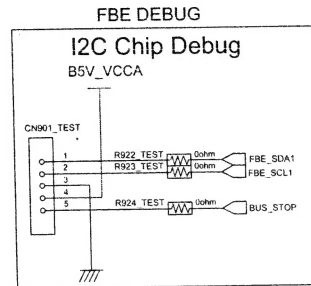 FBE DEBUG
I2C Chip Debug
B5V_VCCA
CN901_TEST
1 R922_TEST 0ohm FBE_SDA1
2 R923_TEST 0ohm FBE_SCL1
3
4
5 R924_TEST 0ohm BUS_STOP